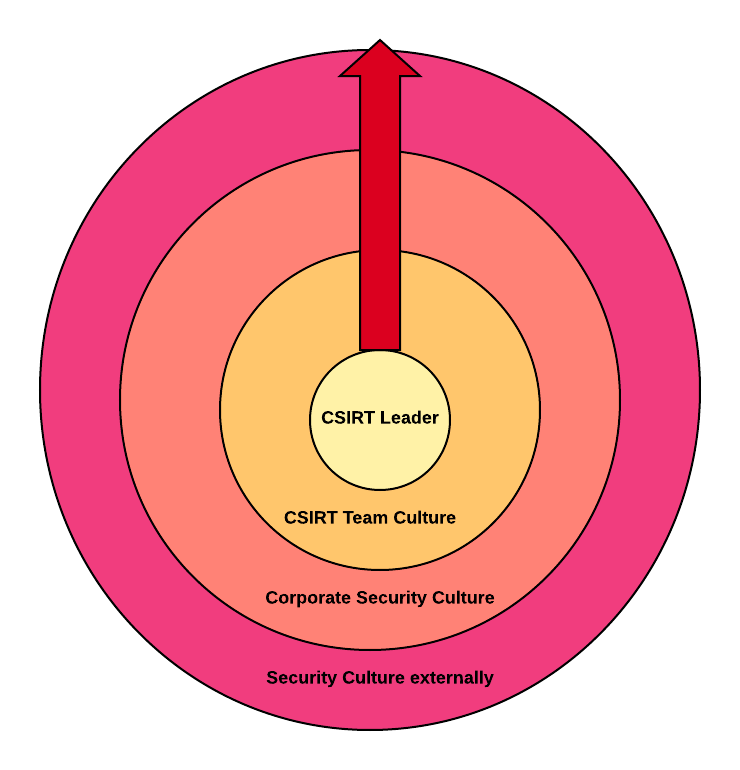 CSIRT Leader
CSIRT Team Culture
Corporate Security Culture
Security Culture externally